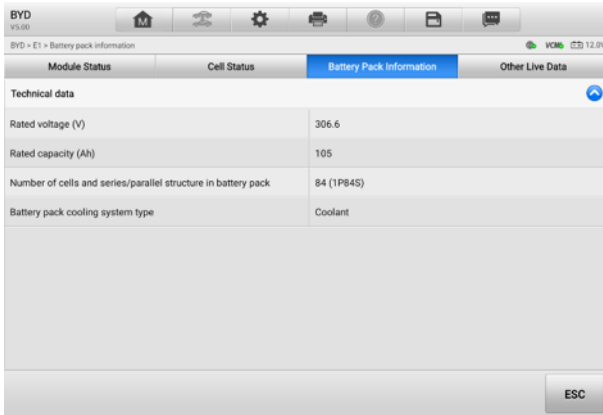 BYD
V5.00
BYD > E1 > Battery pack information
VCMI 12.0V
Module Status Cell Status Battery Pack Information Other Live Data
Technical data
Rated voltage (V) 306.6
Rated capacity (Ah) 105
Number of cells and series/parallel structure in battery pack 84 (1P84S)
Battery pack cooling system type Coolant
ESC